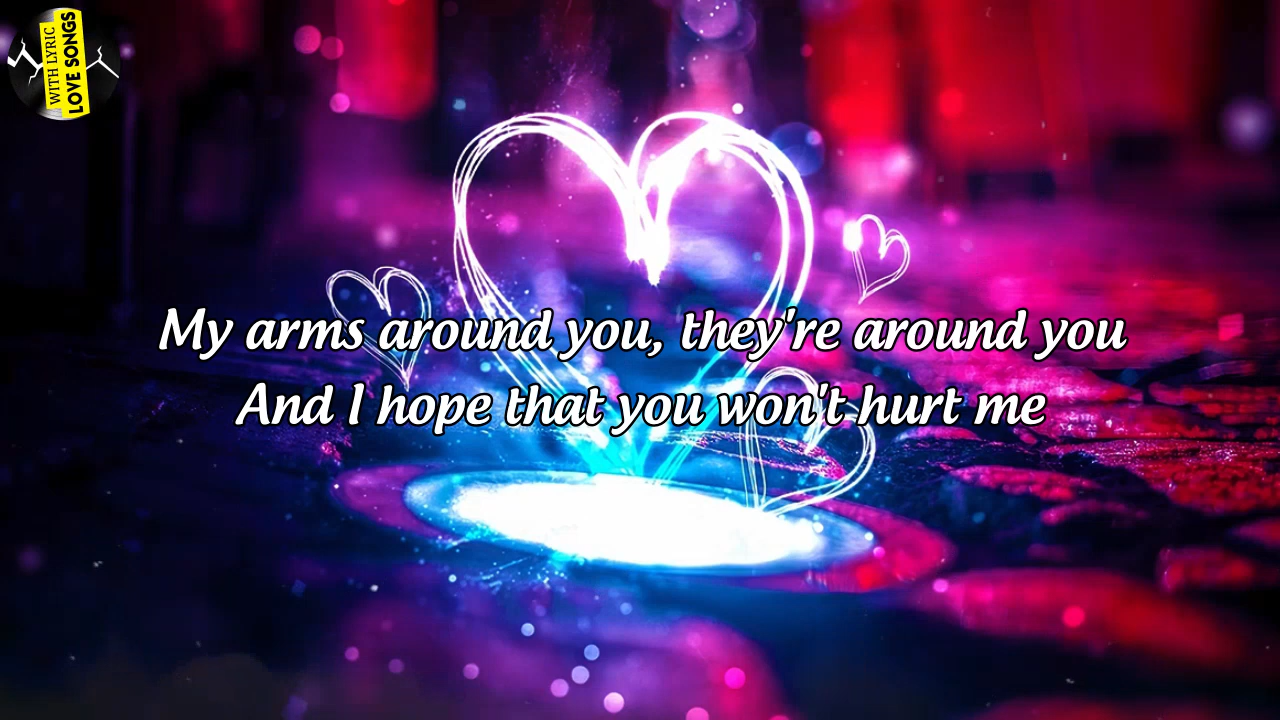 WITH LYRIC
LOVE SONGS
My arms around you, they're around you
And I hope that you won't hurt me